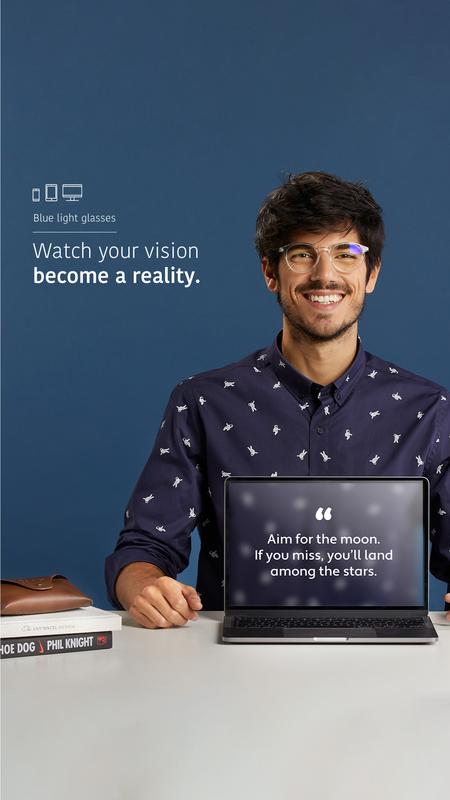 Blue light glasses
Watch your vision
become a reality.
“
Aim for the moon.
If you miss, you'll land
among the stars.
HOE DOG PHIL KNIGHT